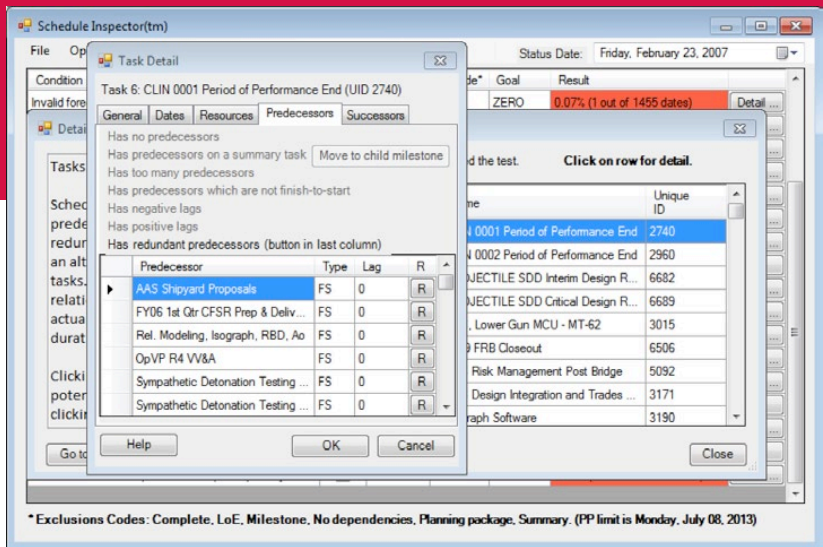 Schedule Inspector(tm)
File Op
Status Date: Friday, February 23, 2007
Condition
de* Goal Result
Invalid fore
ZERO 0.07% (1 out of 1455 dates) Detail ...
Task Detail
Task 6: CLIN 0001 Period of Performance End (UID 2740)
General Dates Resources Predecessors Successors
Has no predecessors
Has predecessors on a summary task Move to child milestone
Has too many predecessors
Has predecessors which are not finish-to-start
Has negative lags
Has positive lags
Has redundant predecessors (button in last column)
Predecessor Type Lag R
AAS Shipyard Proposals FS 0 R
FY06 1st Qtr CFSR Prep & Deliv... FS 0 R
Rel. Modeling, Isograph, RBD, Ao FS 0 R
OpVP R4 VV&A FS 0 R
Sympathetic Detonation Testing ... FS 0 R
Sympathetic Detonation Testing ... FS 0 R
Help OK Cancel
Detai
Tasks
Sched
prede
redun
an alt
tasks.
relati
actua
durat
Clicki
poten
clickin
Go to
d the test. Click on row for detail.
me Unique ID
N 0001 Period of Performance End 2740
N 0002 Period of Performance End 2960
OJECTILE SDD Interim Design R... 6682
OJECTILE SDD Critical Design R... 6689
, Lower Gun MCU - MT-62 3015
9 FRB Closeout 6506
Risk Management Post Bridge 5092
Design Integration and Trades ... 3171
raph Software 3190
Close
* Exclusions Codes: Complete, LoE, Milestone, No dependencies, Planning package, Summary. (PP limit is Monday, July 08, 2013)